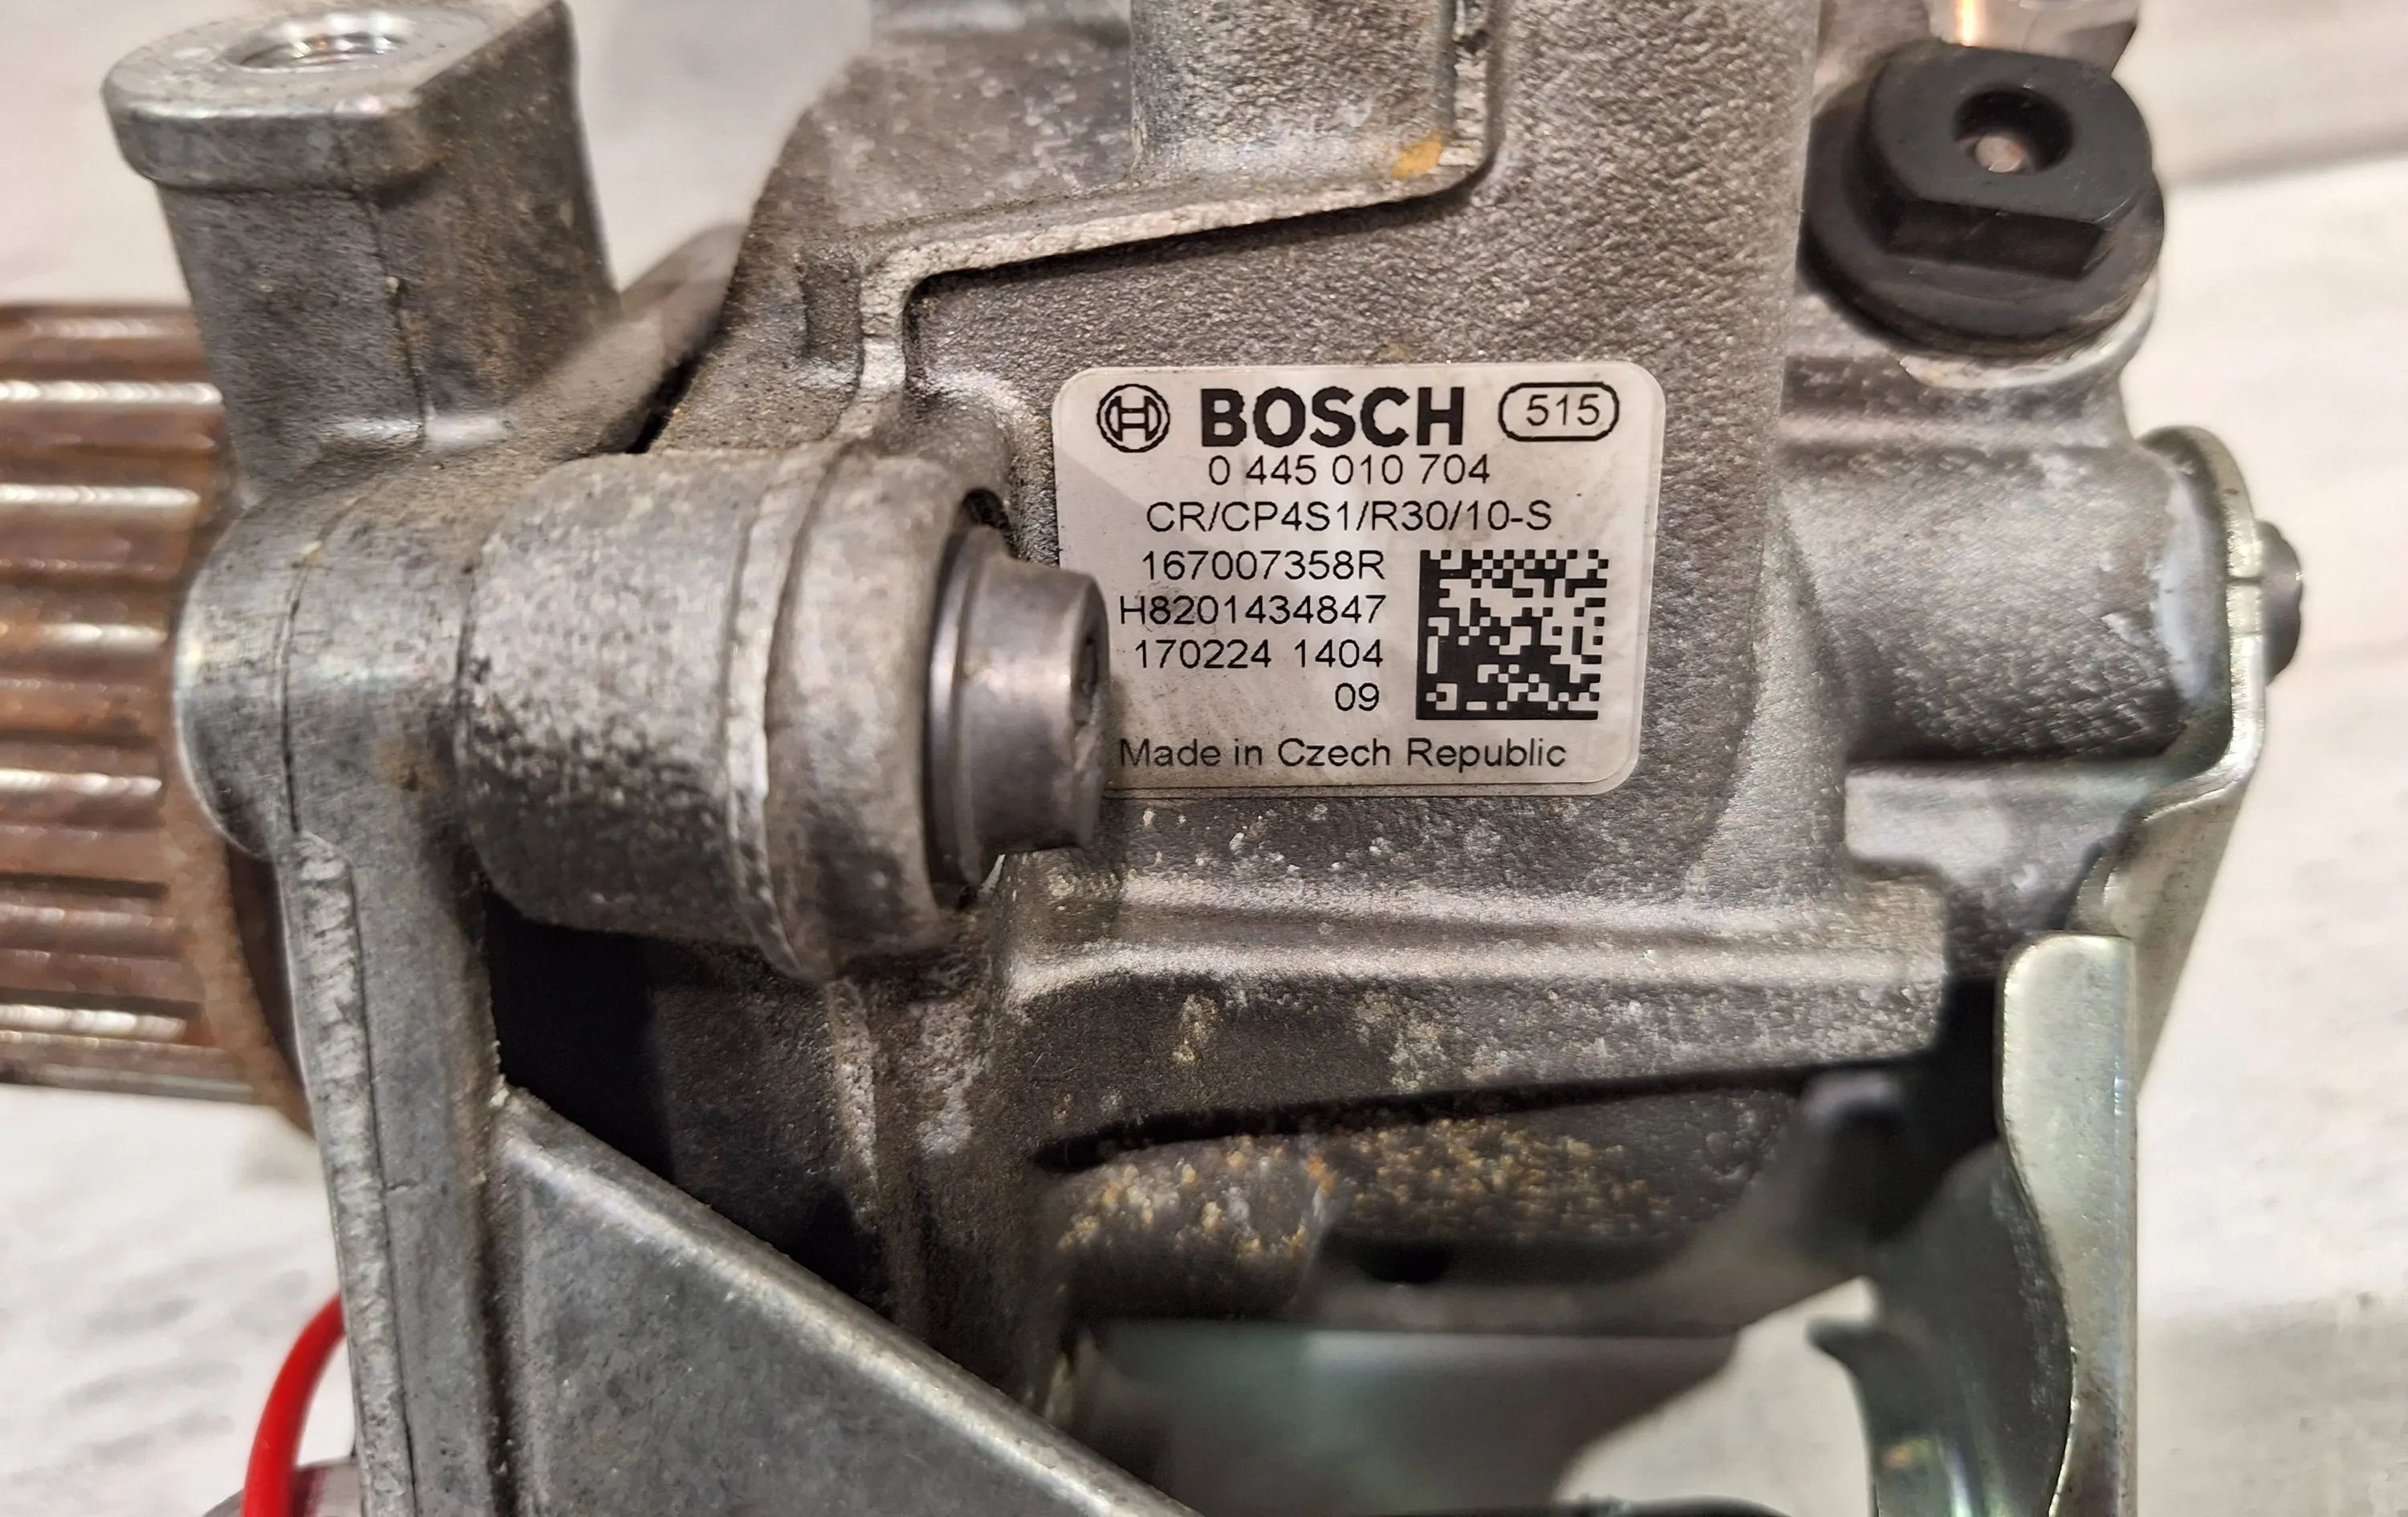 BOSCH 515
0 445 010 704
CR/CP4S1/R30/10-S
167007358R
H8201434847
170224 1404
09
Made in Czech Republic